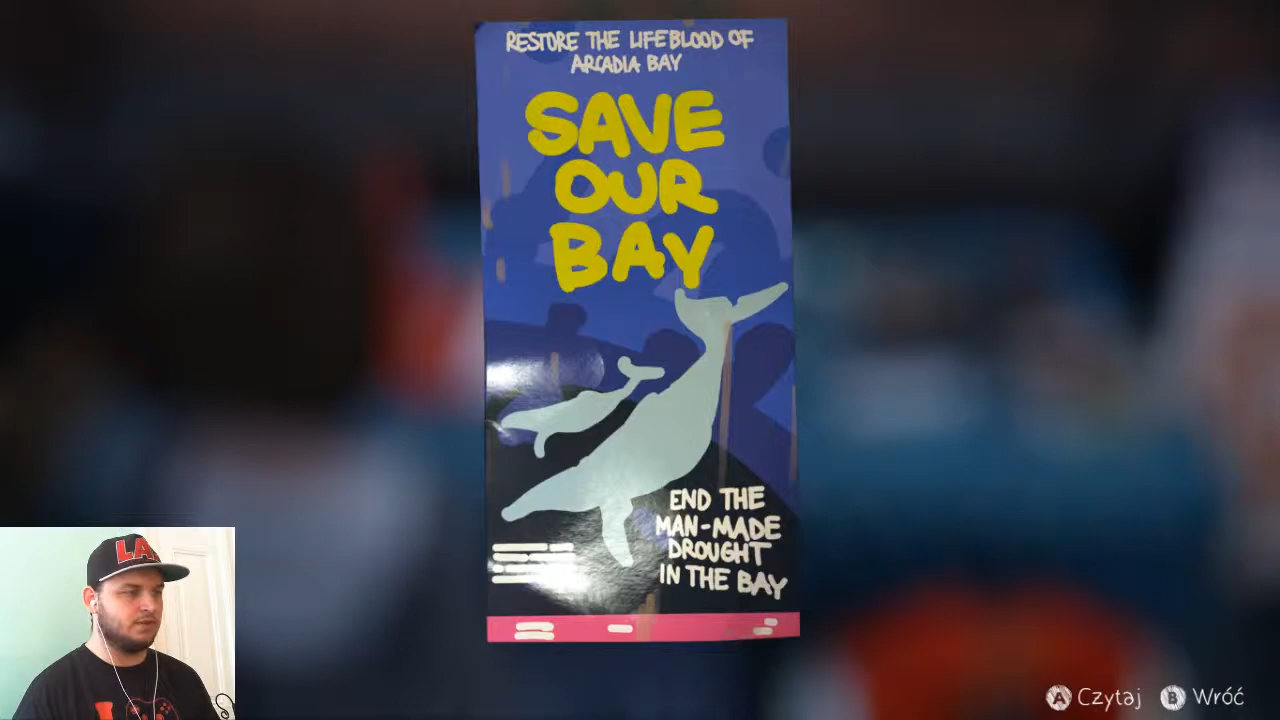 RESTORE THE LIFEBLOOD OF
ARCADIA BAY
SAVE
OUR
BAY
END THE
MAN-MADE
DROUGHT
IN THE BAY
LA
A Czytaj B Wróć